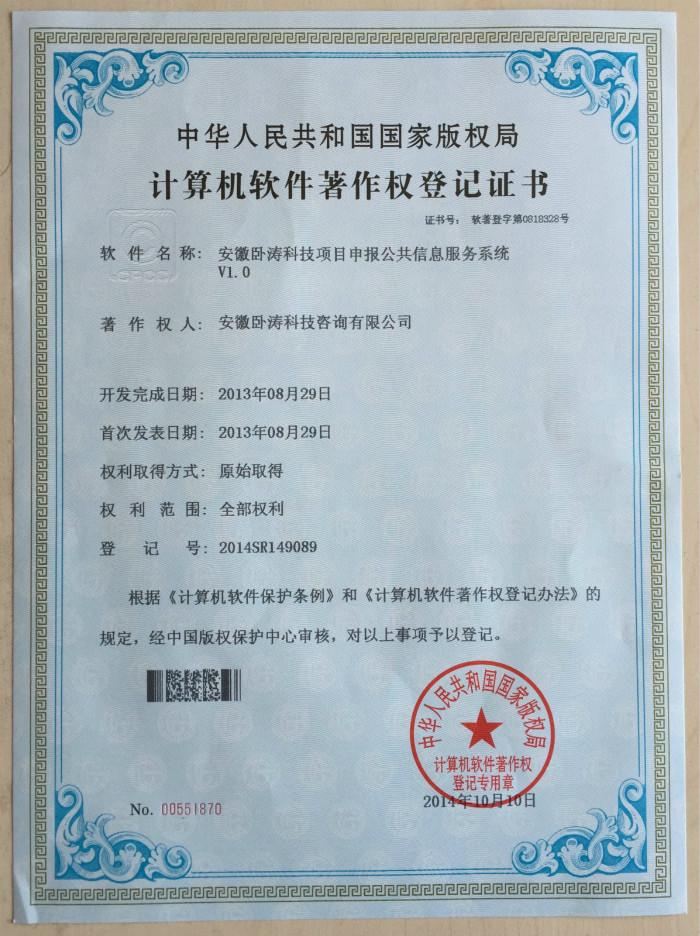 中华人民共和国国家版权局
计算机软件著作权登记证书
证书号： 软著登字第0818328号
CPCC
软件名称： 安徽卧涛科技项目申报公共信息服务系统
V1.0
著作权人： 安徽卧涛科技咨询有限公司
开发完成日期： 2013年08月29日
首次发表日期： 2013年08月29日
权利取得方式： 原始取得
权利范围： 全部权利
登记号： 2014SR149089
根据《计算机软件保护条例》和《计算机软件著作权登记办法》的
规定，经中国版权保护中心审核，对以上事项予以登记。
中华人民共和国国家版权局
计算机软件著作权
登记专用章
2014年10月10日
No. 00551870